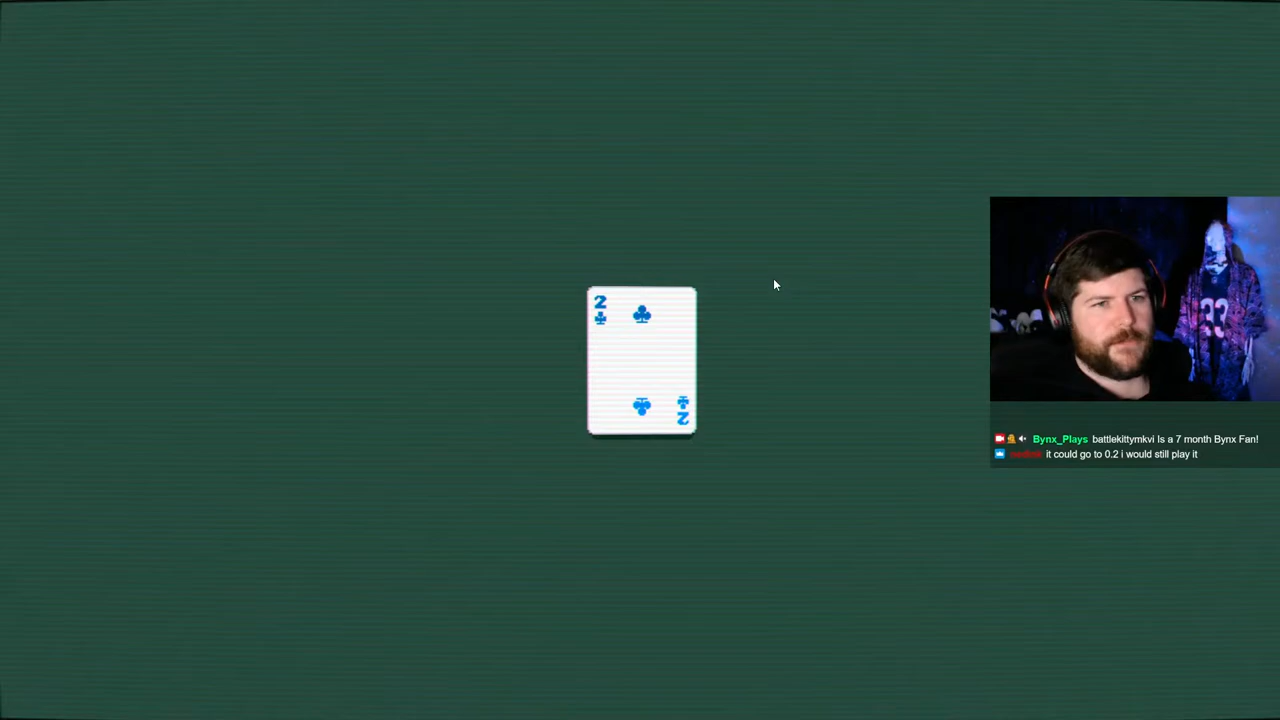 2
2
33
Bynx_Plays battlekittymkvi Is a 7 month Bynx Fan!
it could go to 0.2 i would still play it